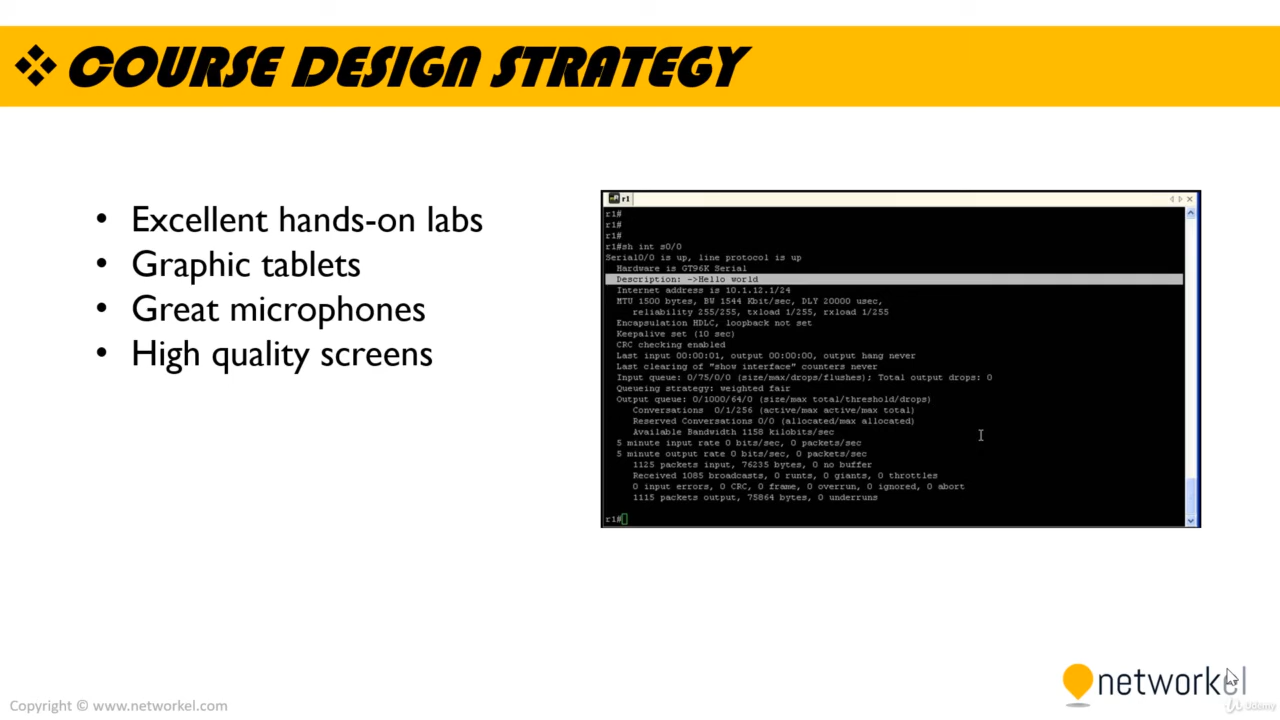 COURSE DESIGN STRATEGY
• Excellent hands-on labs
• Graphic tablets
• Great microphones
• High quality screens
r1
r1#
r1#
r1#
r1#sh int s0/0
Serial0/0 is up, line protocol is up
Hardware is GT96K Serial
Description: ->Hello world
Internet address is 10.1.12.1/24
MTU 1500 bytes, BW 1544 Kbit/sec, DLY 20000 usec,
reliability 255/255, txload 1/255, rxload 1/255
Encapsulation HDLC, loopback not set
Keepalive set (10 sec)
CRC checking enabled
Last input 00:00:01, output 00:00:00, output hang never
Last clearing of "show interface" counters never
Input queue: 0/75/0/0 (size/max/drops/flushes); Total output drops: 0
Queueing strategy: weighted fair
Output queue: 0/1000/64/0 (size/max total/threshold/drops)
Conversations 0/1/256 (active/max active/max total)
Reserved Conversations 0/0 (allocated/max allocated)
Available Bandwidth 1158 kilobits/sec
5 minute input rate 0 bits/sec, 0 packets/sec
5 minute output rate 0 bits/sec, 0 packets/sec
1125 packets input, 76235 bytes, 0 no buffer
Received 1085 broadcasts, 0 runts, 0 giants, 0 throttles
0 input errors, 0 CRC, 0 frame, 0 overrun, 0 ignored, 0 abort
1115 packets output, 75864 bytes, 0 underruns
r1#
networkel
Copyright © www.networkel.com
Udemy